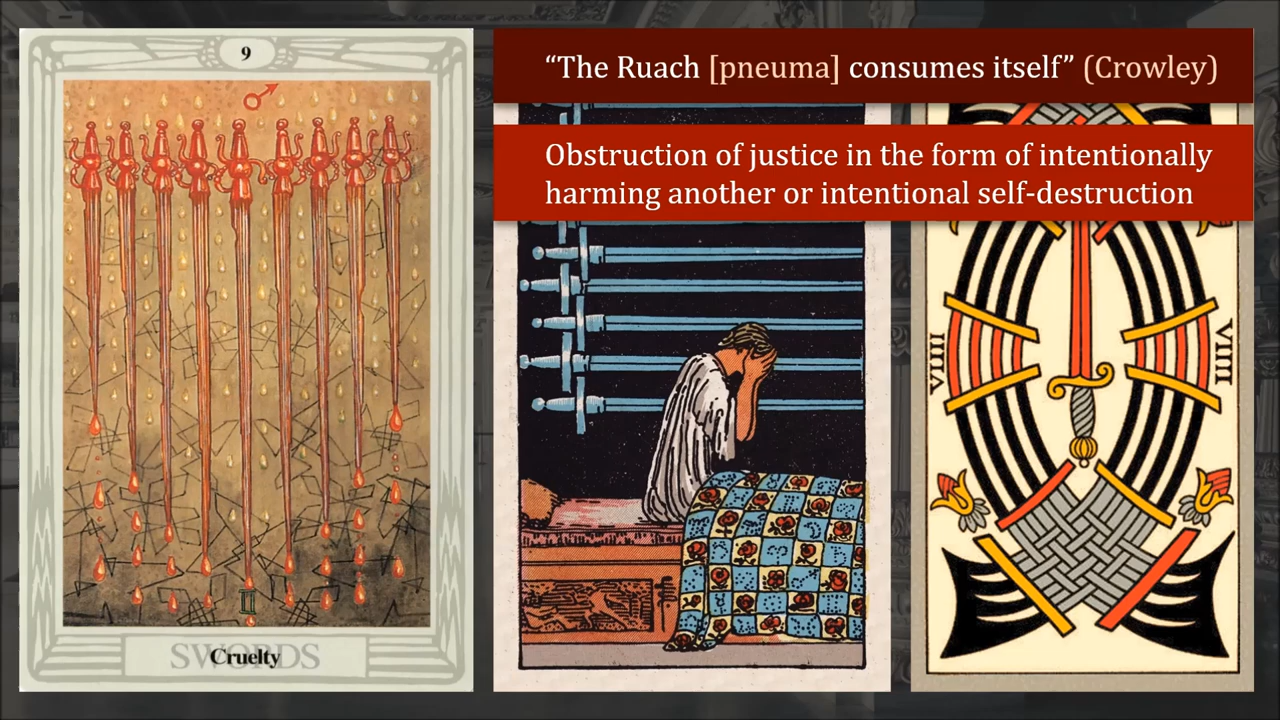 9
SWORDS
Cruelty
“The Ruach [pneuma] consumes itself” (Crowley)
Obstruction of justice in the form of intentionally
harming another or intentional self-destruction
VIIII
VIIII